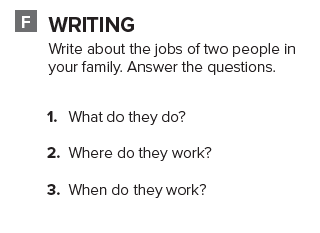 F WRITING
Write about the jobs of two people in
your family. Answer the questions.
1. What do they do?
2. Where do they work?
3. When do they work?